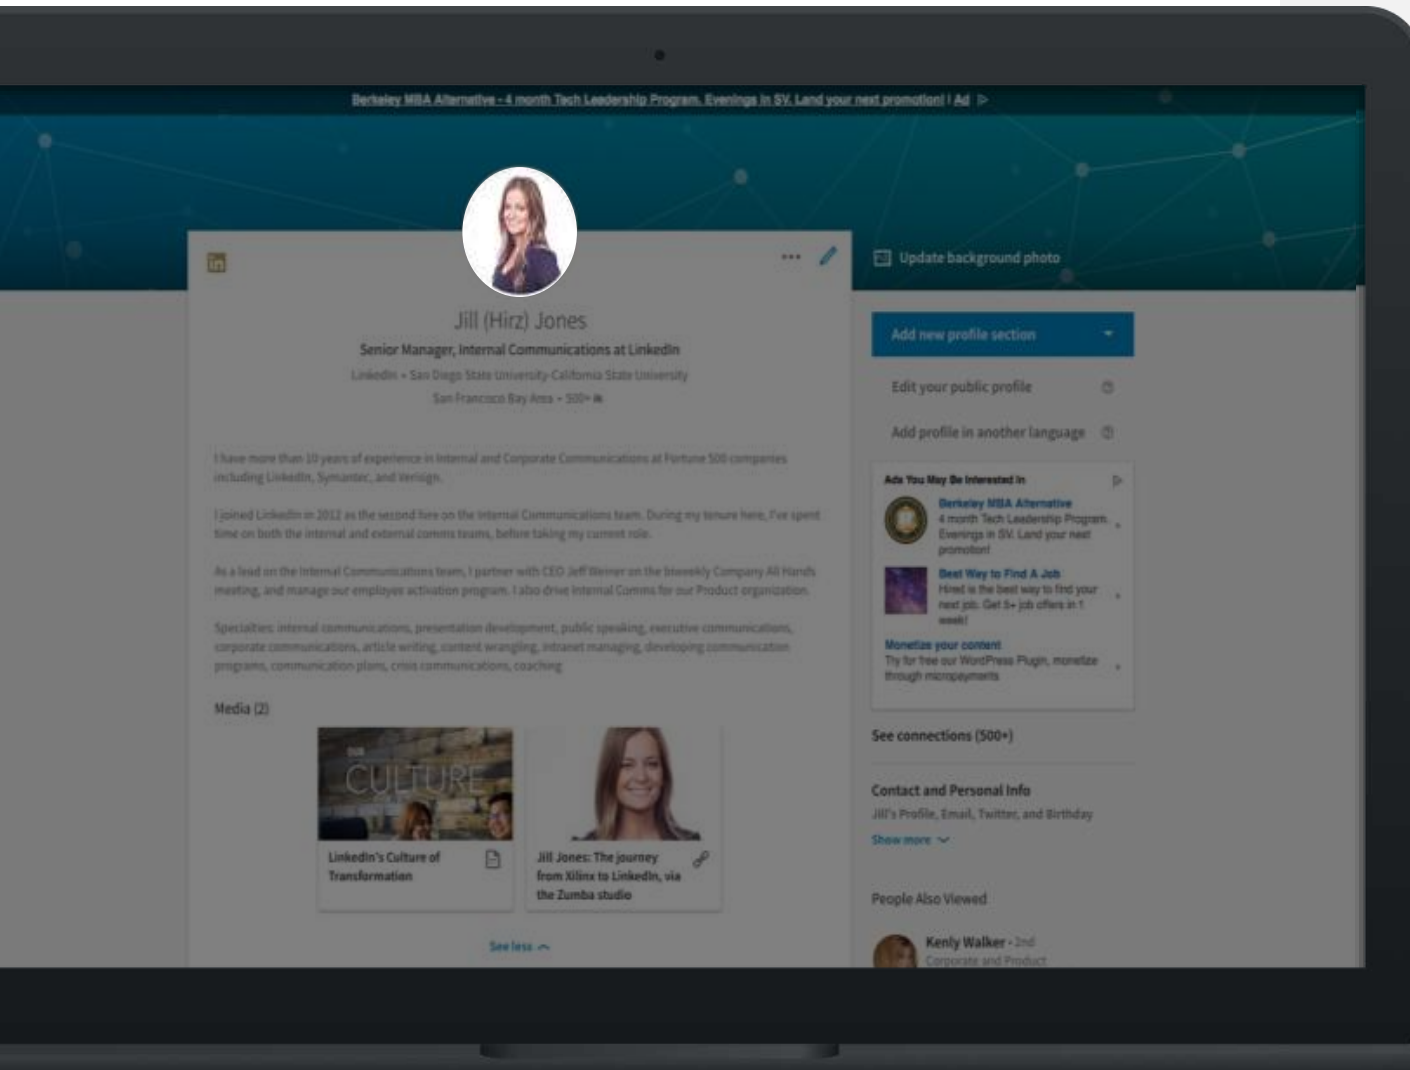 Berkeley MBA Alternative - 4 month Tech Leadership Program. Evenings in SV. Land your next promotion! | Ad
in
Update background photo
Jill (Hirz) Jones
Senior Manager, Internal Communications at LinkedIn
LinkedIn • San Diego State University-California State University
San Francisco Bay Area • 500+
I have more than 10 years of experience in Internal and Corporate Communications at Fortune 500 companies
including LinkedIn, Symantec, and Verisign.
I joined LinkedIn in 2012 as the second hire on the Internal Communications team. During my tenure here, I've spent
time on both the internal and external comms teams, before taking my current role.
As a lead on the Internal Communications team, I partner with CEO Jeff Weiner on the biweekly Company All Hands
meeting, and manage our employee activation program. I also drive Internal Comms for our Product organization.
Specialties: internal communications, presentation development, public speaking, executive communications,
corporate communications, article writing, content wrangling, intranet managing, developing communication
programs, communication plans, crisis communications, coaching
Media (2)
OUR
CULTURE
LinkedIn's Culture of
Transformation
Jill Jones: The journey
from Xilinx to LinkedIn, via
the Zumba studio
See less
Add new profile section
Edit your public profile
Add profile in another language
Ads You May Be Interested In
Berkeley MBA Alternative
4 month Tech Leadership Program.
Evenings in SV. Land your next
promotion!
Best Way to Find A Job
Hired is the best way to find your
next job. Get 5+ job offers in 1
week!
Monetize your content
Try for free our WordPress Plugin, monetize
through micropayments
See connections (500+)
Contact and Personal Info
Jill's Profile, Email, Twitter, and Birthday
Show more
People Also Viewed
Kenly Walker • 2nd
Corporate and Product